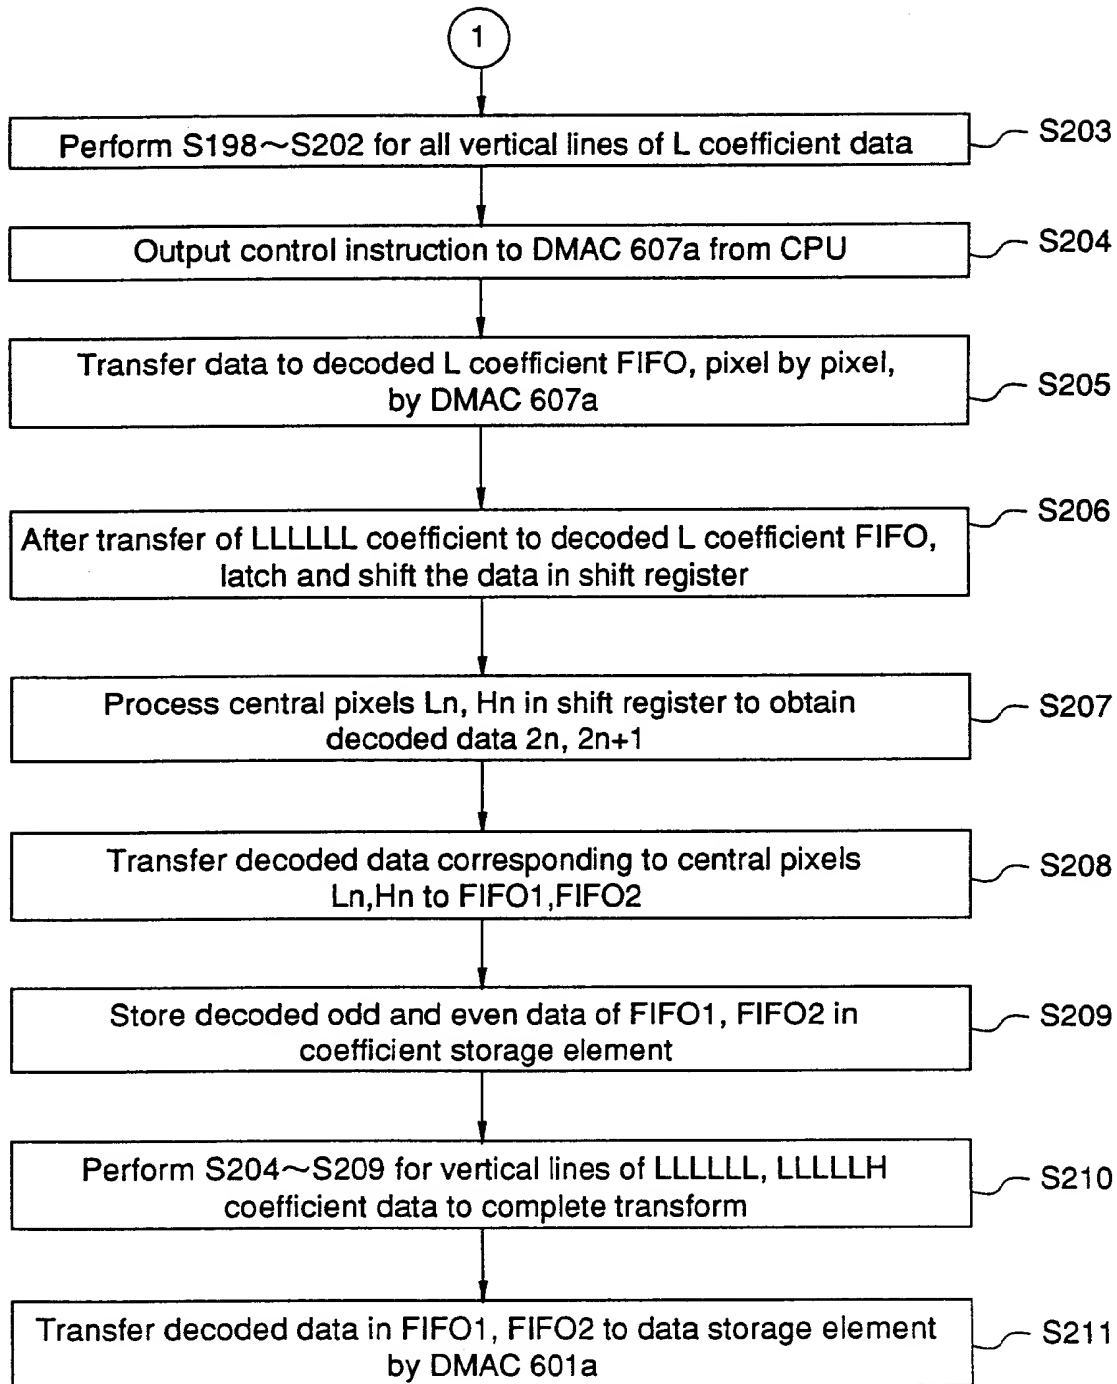 1
Perform S198~S202 for all vertical lines of L coefficient data
S203
Output control instruction to DMAC 607a from CPU
S204
Transfer data to decoded L coefficient FIFO, pixel by pixel,
by DMAC 607a
S205
After transfer of LLLLLL coefficient to decoded L coefficient FIFO,
latch and shift the data in shift register
S206
Process central pixels Ln, Hn in shift register to obtain
decoded data 2n, 2n+1
S207
Transfer decoded data corresponding to central pixels
Ln,Hn to FIFO1,FIFO2
S208
Store decoded odd and even data of FIFO1, FIFO2 in
coefficient storage element
S209
Perform S204~S209 for vertical lines of LLLLLL, LLLLLH
coefficient data to complete transform
S210
Transfer decoded data in FIFO1, FIFO2 to data storage element
by DMAC 601a
S211